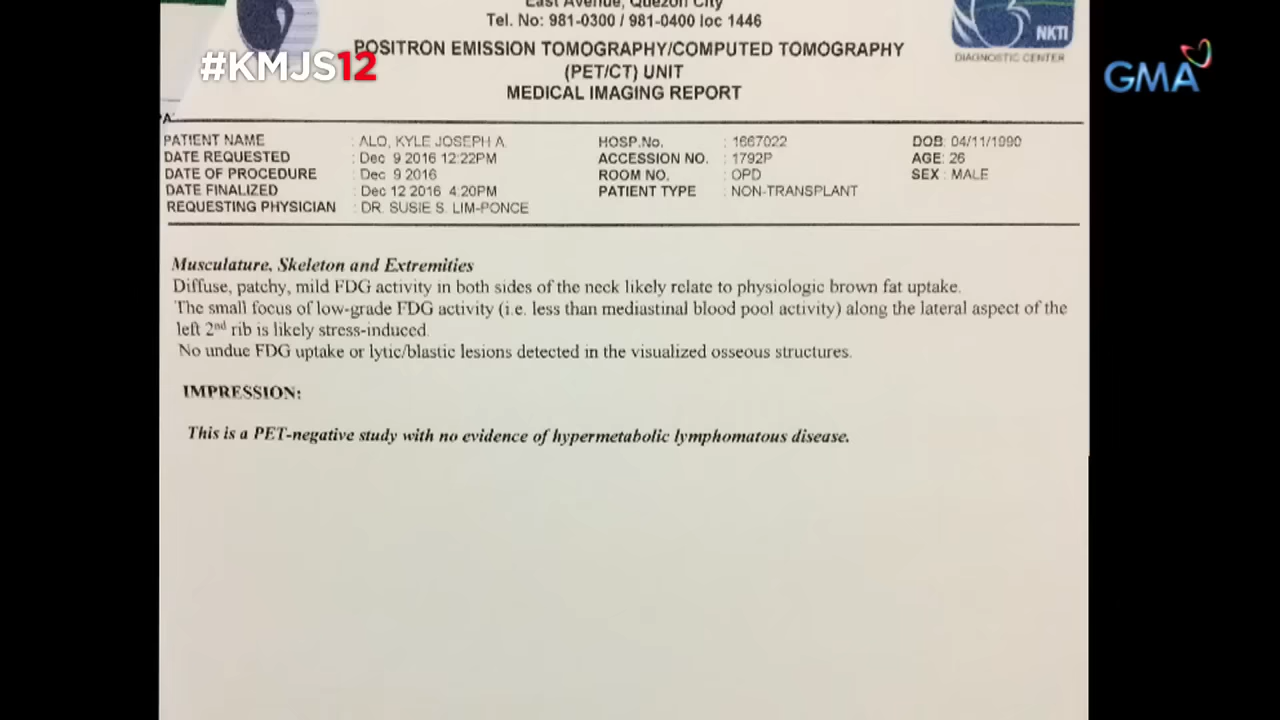 East Avenue, Quezon City
Tel. No: 981-0300 / 981-0400 loc 1446
POSITRON EMISSION TOMOGRAPHY/COMPUTED TOMOGRAPHY
(PET/CT) UNIT
MEDICAL IMAGING REPORT
NKTI
DIAGNOSTIC CENTER
#KMJS12
GMA
PATIENT NAME : ALO, KYLE JOSEPH A. HOSP.No. : 1667022 DOB: 04/11/1990
DATE REQUESTED : Dec 9 2016 12:22PM ACCESSION NO. : 1792P AGE: 26
DATE OF PROCEDURE : Dec 9 2016 ROOM NO. : OPD SEX : MALE
DATE FINALIZED : Dec 12 2016 4:20PM PATIENT TYPE : NON-TRANSPLANT
REQUESTING PHYSICIAN : DR. SUSIE S. LIM-PONCE
Musculature, Skeleton and Extremities
Diffuse, patchy, mild FDG activity in both sides of the neck likely relate to physiologic brown fat uptake.
The small focus of low-grade FDG activity (i.e. less than mediastinal blood pool activity) along the lateral aspect of the
left 2nd rib is likely stress-induced.
No undue FDG uptake or lytic/blastic lesions detected in the visualized osseous structures.
IMPRESSION:
This is a PET-negative study with no evidence of hypermetabolic lymphomatous disease.